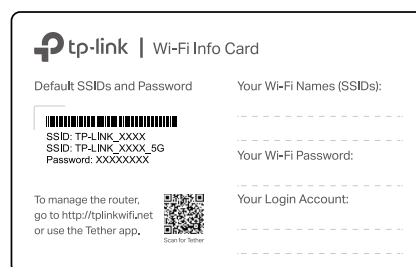 tp-link | Wi-Fi Info Card
Default SSIDs and Password
SSID: TP-LINK_XXXX
SSID: TP-LINK_XXXX_5G
Password: XXXXXXXX
To manage the router,
go to http://tplinkwifi.net
or use the Tether app.
Scan for Tether
Your Wi-Fi Names (SSIDs):
Your Wi-Fi Password:
Your Login Account: